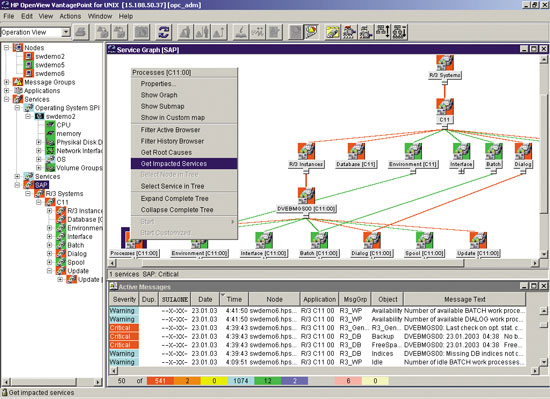 HP OpenView VantagePoint for UNIX [15.188.50.37] [opc_adm]
File Edit View Actions Window Help
Operation View
Nodes
swdemo2
swdemo5
swdemo6
Message Groups
Applications
Services
Operating System SPI
swdemo2
CPU
memory
Physikal Disk D
Network Interfa
OS
Volume Groups
Services
SAP
R/3 Systems
C11
R/3 Instanc
Database [C
Environmen
Interface
Batch
Dialog
Spool
Update
Update [
Service Graph [SAP]
Processes [C11:00]
Properties...
Show Graph
Show Submap
Show in Custom map
Filter Active Browser
Filter History Browser
Get Root Causes
Get Impacted Services
Select Node in Tree
Select Service in Tree
Expand Complete Tree
Collapse Complete Tree
Start
Start Customized...
R/3 Systems
C11
R/3 Instances Database [C11] Environment [C11] Interface Batch Dialog
DVEBMGS00 [C11:00]
Processes [C11:00] Environment [C11:00] Interface [C11:00] Batch [C11:00] Dialog [C11:00] Spool [C11:00] Update [C11:00]
1 services SAP: Critical
Active Messages
Severity Dup. SUIAONE Date Time Node Application MsgGrp Object Message Text
Warning --X-XX- 23.01.03 4:41:50 swdemo6.hps... R/3 C11 00 R3_WP Availability Number of available BATCH work proce...
Warning --X-XX- 23.01.03 4:41:50 swdemo6.hps... R/3 C11 00 R3_WP Availability Number of available DIALOG work proc...
Critical --X-XX- 23.01.03 4:39:43 swdemo6.hps... R/3 C11 00 R3_Gen... DVEBMGS00: Last check on opt. stat. c...
Critical --X-XX- 23.01.03 4:39:43 swdemo6.hps... R/3 C11 00 R3_DB Backup DVEBMGS00: 23.01.2003 04:38 No b...
Critical --X-XX- 23.01.03 4:39:43 swdemo6.hps... R/3 C11 00 R3_DB FreeSpa... DVEBMGS00: 23.01.2003 04:38
Warning --X-XX- 23.01.03 4:39:43 swdemo6.hps... R/3 C11 00 R3_DB Indices DVEBMGS00: Missing DB indices not c...
Warning --X-XX- 23.01.03 swdemo6.hps... R/3 C11 00 R3_WP Idle Number of idle BATCH work processes...
50 of 541 2 0 1074 12 2 6 0
Get impacted services